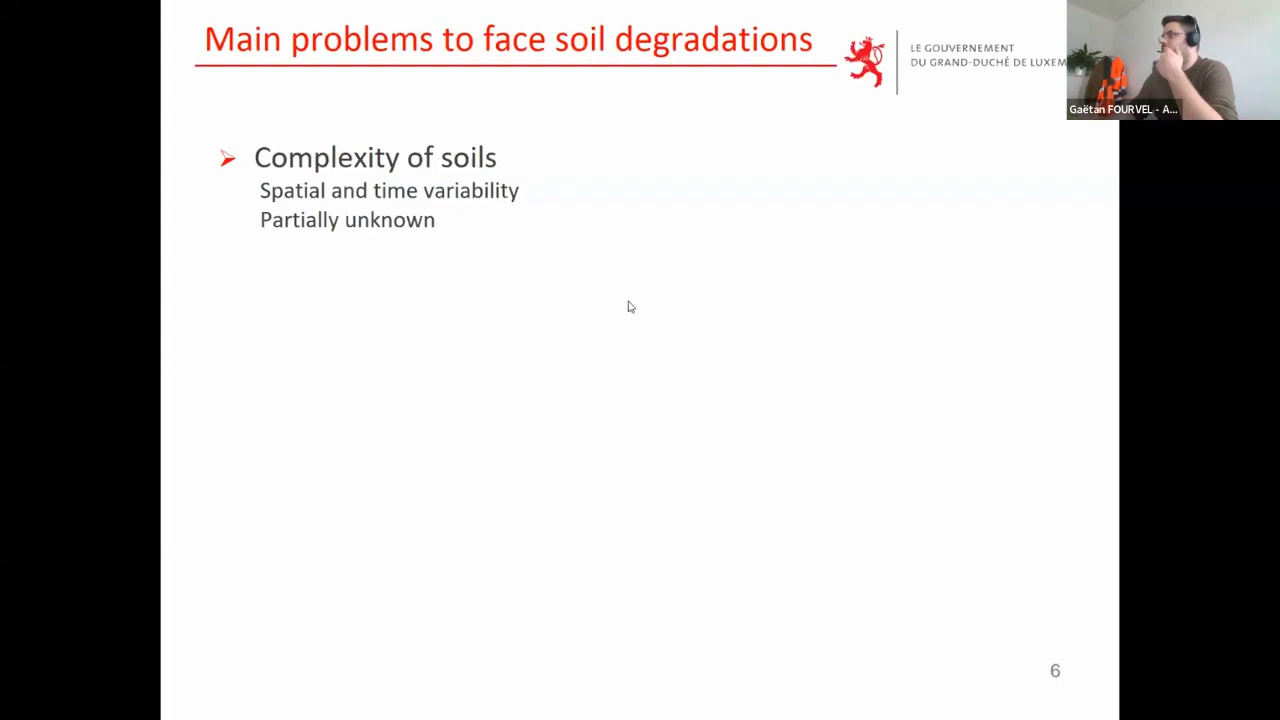 Main problems to face soil degradations
LE GOUVERNEMENT
DU GRAND-DUCHÉ DE LUXEM
Gaëtan FOURVEL - A...
Complexity of soils
Spatial and time variability
Partially unknown
6